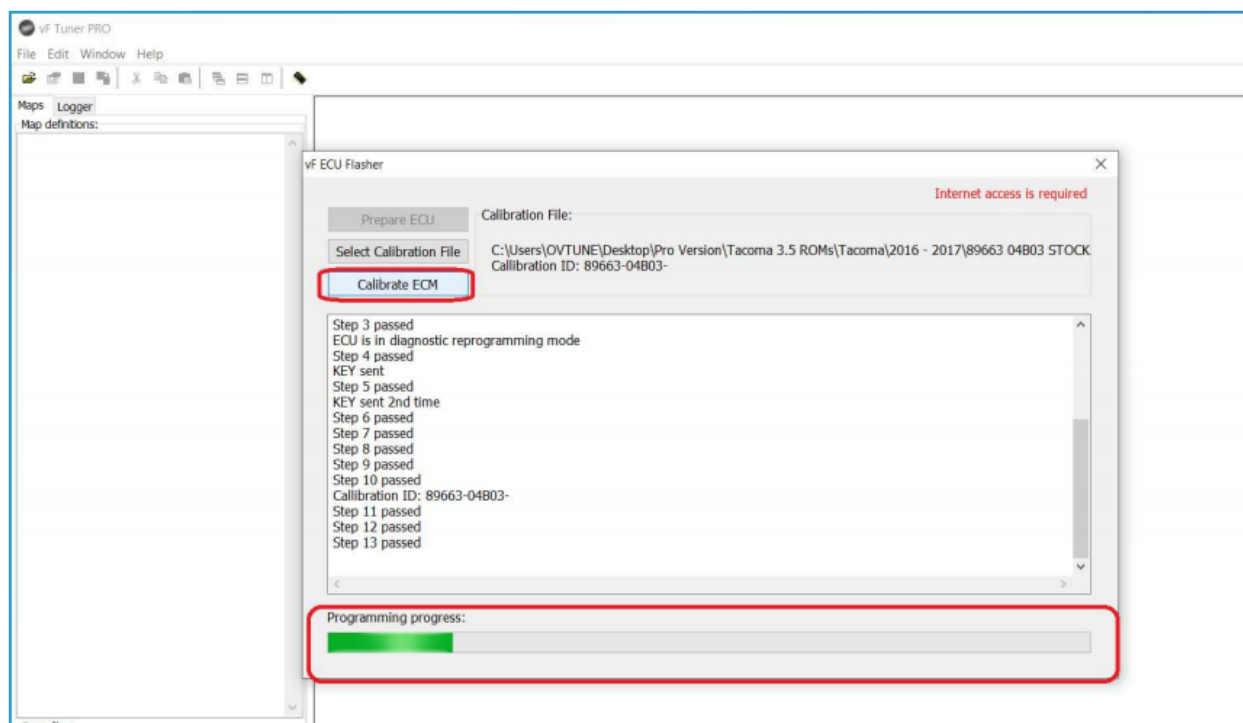 vF Tuner PRO
File Edit Window Help
Maps Logger
Map definitions:
vF ECU Flasher
Internet access is required
Prepare ECU
Calibration File:
Select Calibration File
C:\Users\OVTUNE\Desktop\Pro Version\Tacoma 3.5 ROMs\Tacoma\2016 - 2017\89663 04B03 STOCK
Callibration ID: 89663-04B03-
Calibrate ECM
Step 3 passed
ECU is in diagnostic reprogramming mode
Step 4 passed
KEY sent
Step 5 passed
KEY sent 2nd time
Step 6 passed
Step 7 passed
Step 8 passed
Step 9 passed
Step 10 passed
Callibration ID: 89663-04B03-
Step 11 passed
Step 12 passed
Step 13 passed
Programming progress: